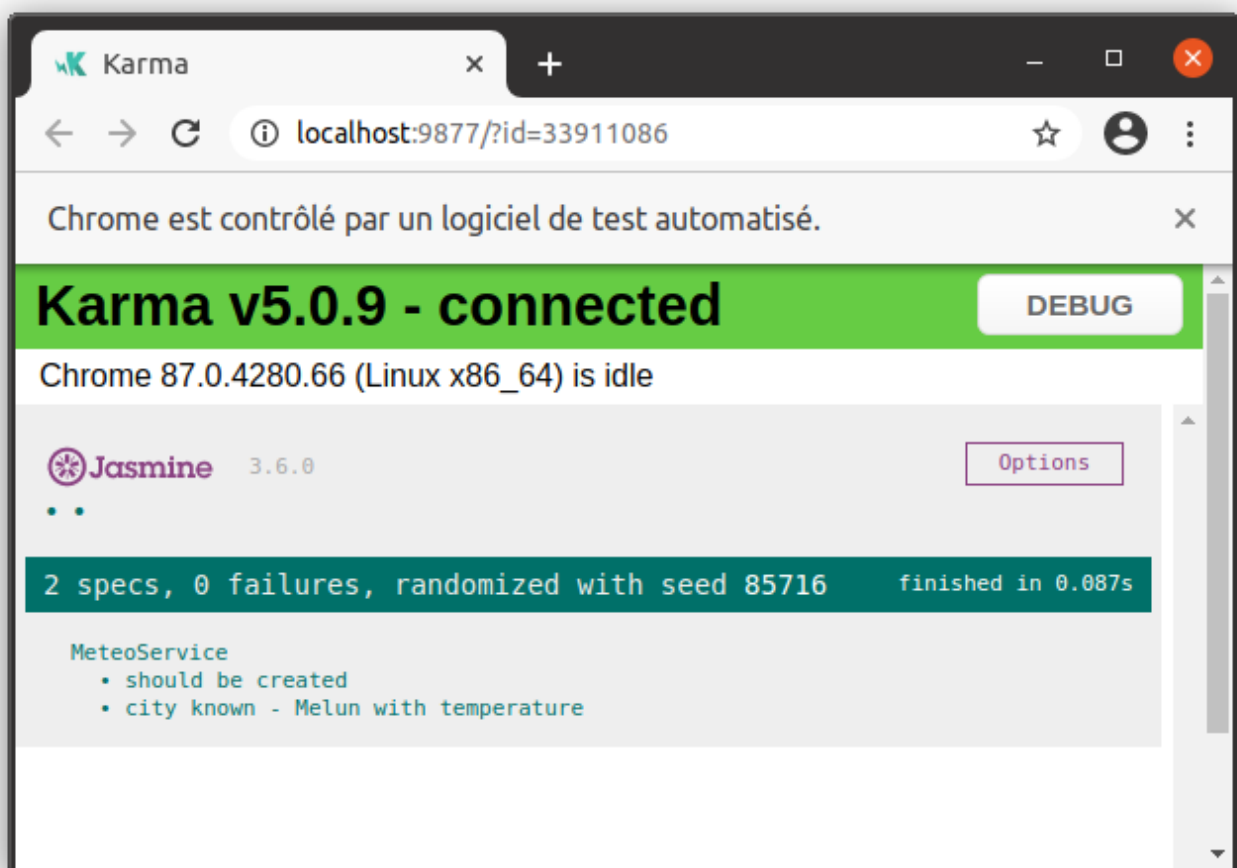 Karma
localhost:9877/?id=33911086
Chrome est contrôlé par un logiciel de test automatisé.
Karma v5.0.9 - connected
DEBUG
Chrome 87.0.4280.66 (Linux x86_64) is idle
Jasmine 3.6.0
Options
• •
2 specs, 0 failures, randomized with seed 85716 finished in 0.087s
MeteoService
• should be created
• city known - Melun with temperature